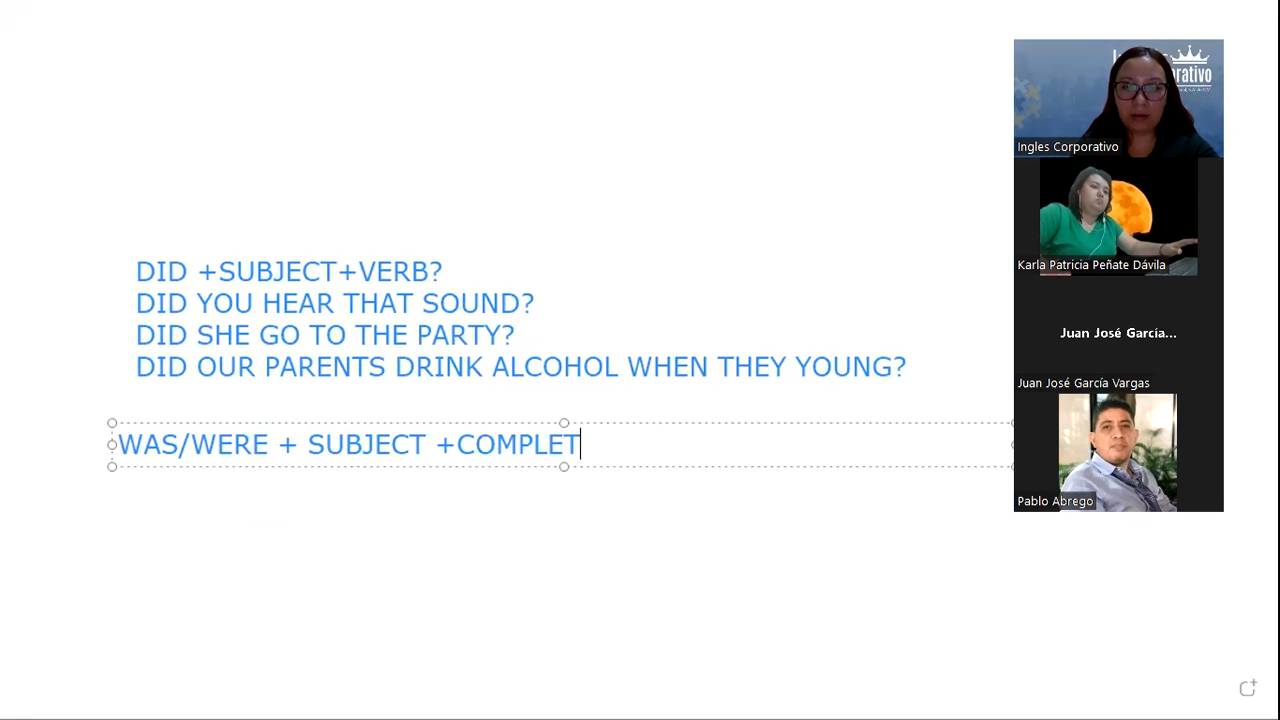 DID +SUBJECT+VERB?
DID YOU HEAR THAT SOUND?
DID SHE GO TO THE PARTY?
DID OUR PARENTS DRINK ALCOHOL WHEN THEY YOUNG?
WAS/WERE + SUBJECT +COMPLET
Ingles Corporativo
Karla Patricia Peñate Dávila
Juan José García...
Juan José García Vargas
Pablo Abrego